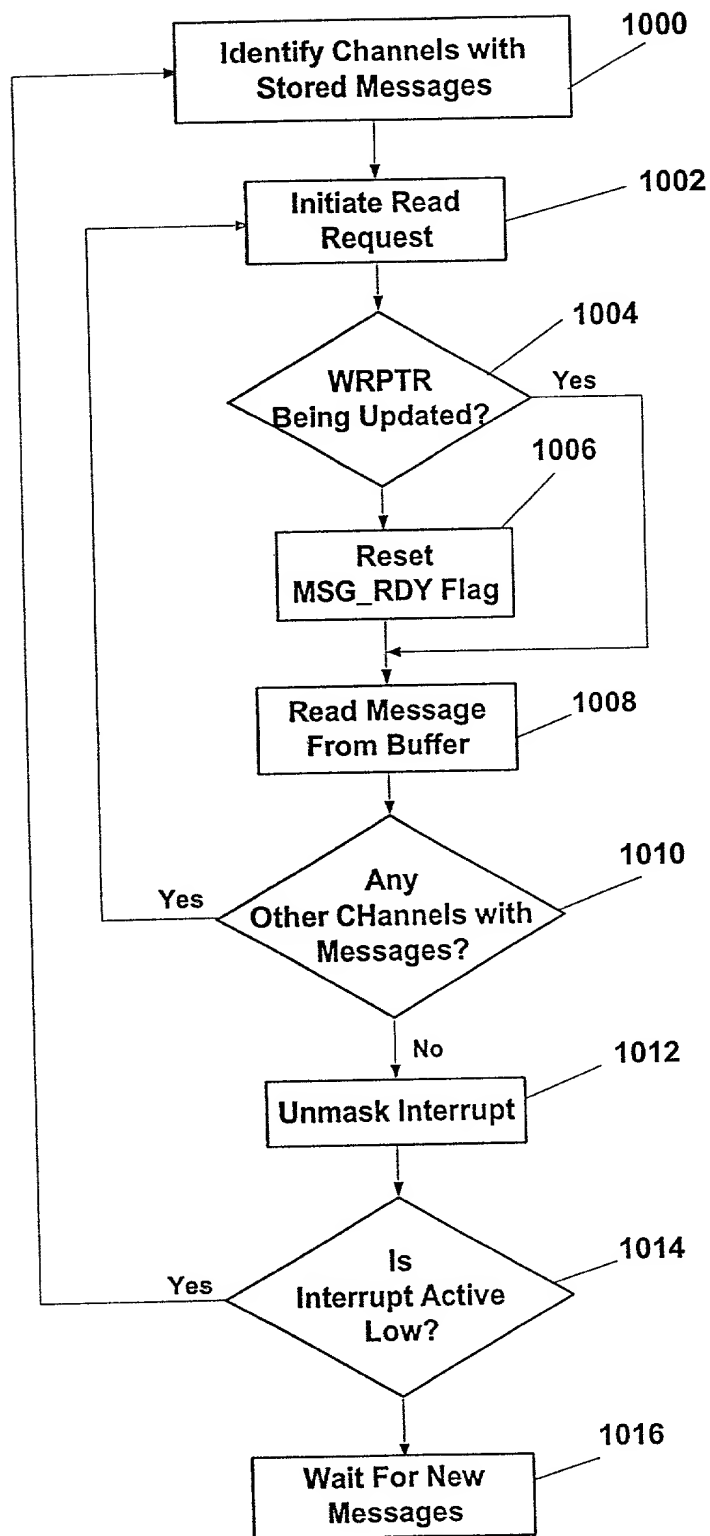 1000
Identify Channels with
Stored Messages
1002
Initiate Read
Request
1004
WRPTR
Being Updated?
Yes
1006
Reset
MSG_RDY Flag
Read Message
From Buffer
1008
1010
Any
Other CHannels with
Messages?
Yes
No
1012
Unmask Interrupt
1014
Is
Interrupt Active
Low?
Yes
1016
Wait For New
Messages